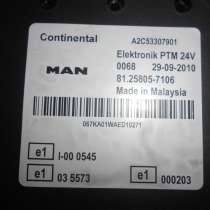 Continental
A2C53307901
MAN
Elektronik PTM 24V
0068 29-09-2010
81.25805-7106
Made in Malaysia
067KA01WAED10271
e1 I-00 0545
e1 03 5573
e1 000203